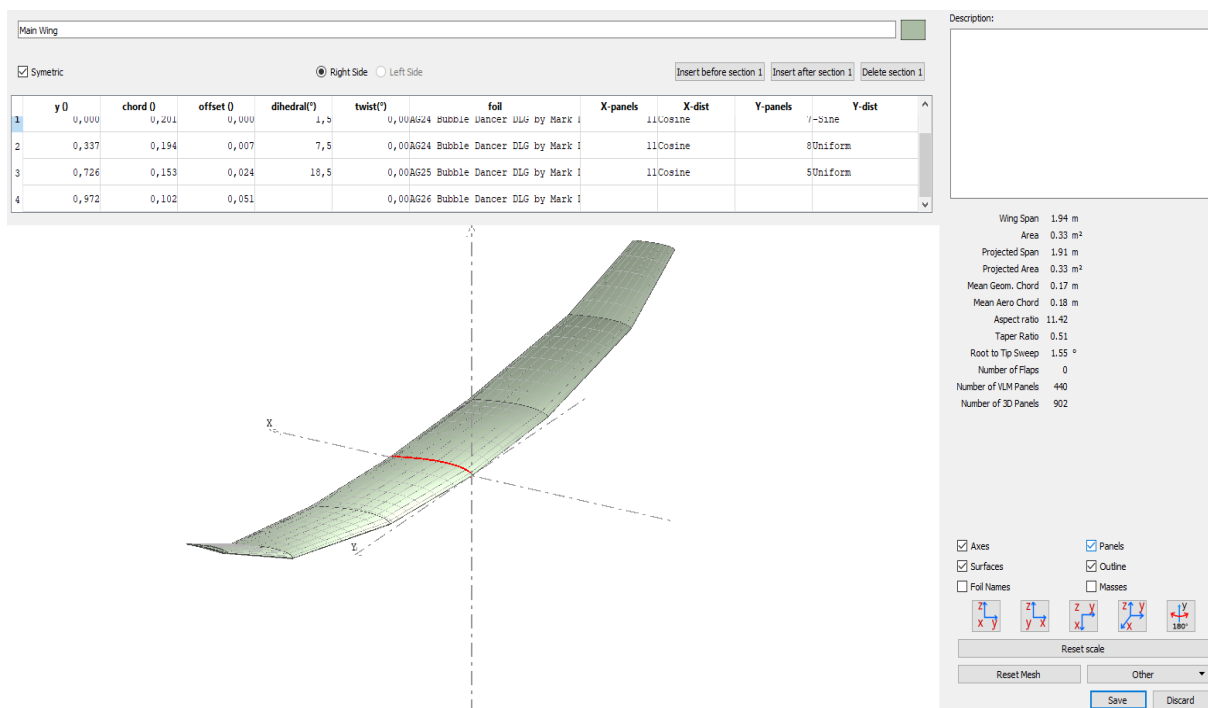 Description:
Main Wing
Symetric Right Side Left Side Insert before section 1 Insert after section 1 Delete section 1
y () chord () offset () dihedral(°) twist(°) foil X-panels X-dist Y-panels Y-dist
1 0,000 0,201 0,000 1,5 0,00 AG24 Bubble Dancer DLG by Mark 11 Cosine 7 -Sine
2 0,337 0,194 0,007 7,5 0,00 AG24 Bubble Dancer DLG by Mark 11 Cosine 8 Uniform
3 0,726 0,153 0,024 18,5 0,00 AG25 Bubble Dancer DLG by Mark 11 Cosine 5 Uniform
4 0,972 0,102 0,051 0,00 AG26 Bubble Dancer DLG by Mark
Wing Span 1.94 m
Area 0.33 m²
Projected Span 1.91 m
Projected Area 0.33 m²
Mean Geom. Chord 0.17 m
Mean Aero Chord 0.18 m
Aspect ratio 11.42
Taper Ratio 0.51
Root to Tip Sweep 1.55 °
Number of Flaps 0
Number of VLM Panels 440
Number of 3D Panels 902
X
Y
Axes Panels
Surfaces Outline
Foil Names Masses
z z z y z y y
x y y x x x 180°
Reset scale
Reset Mesh Other
Save Discard